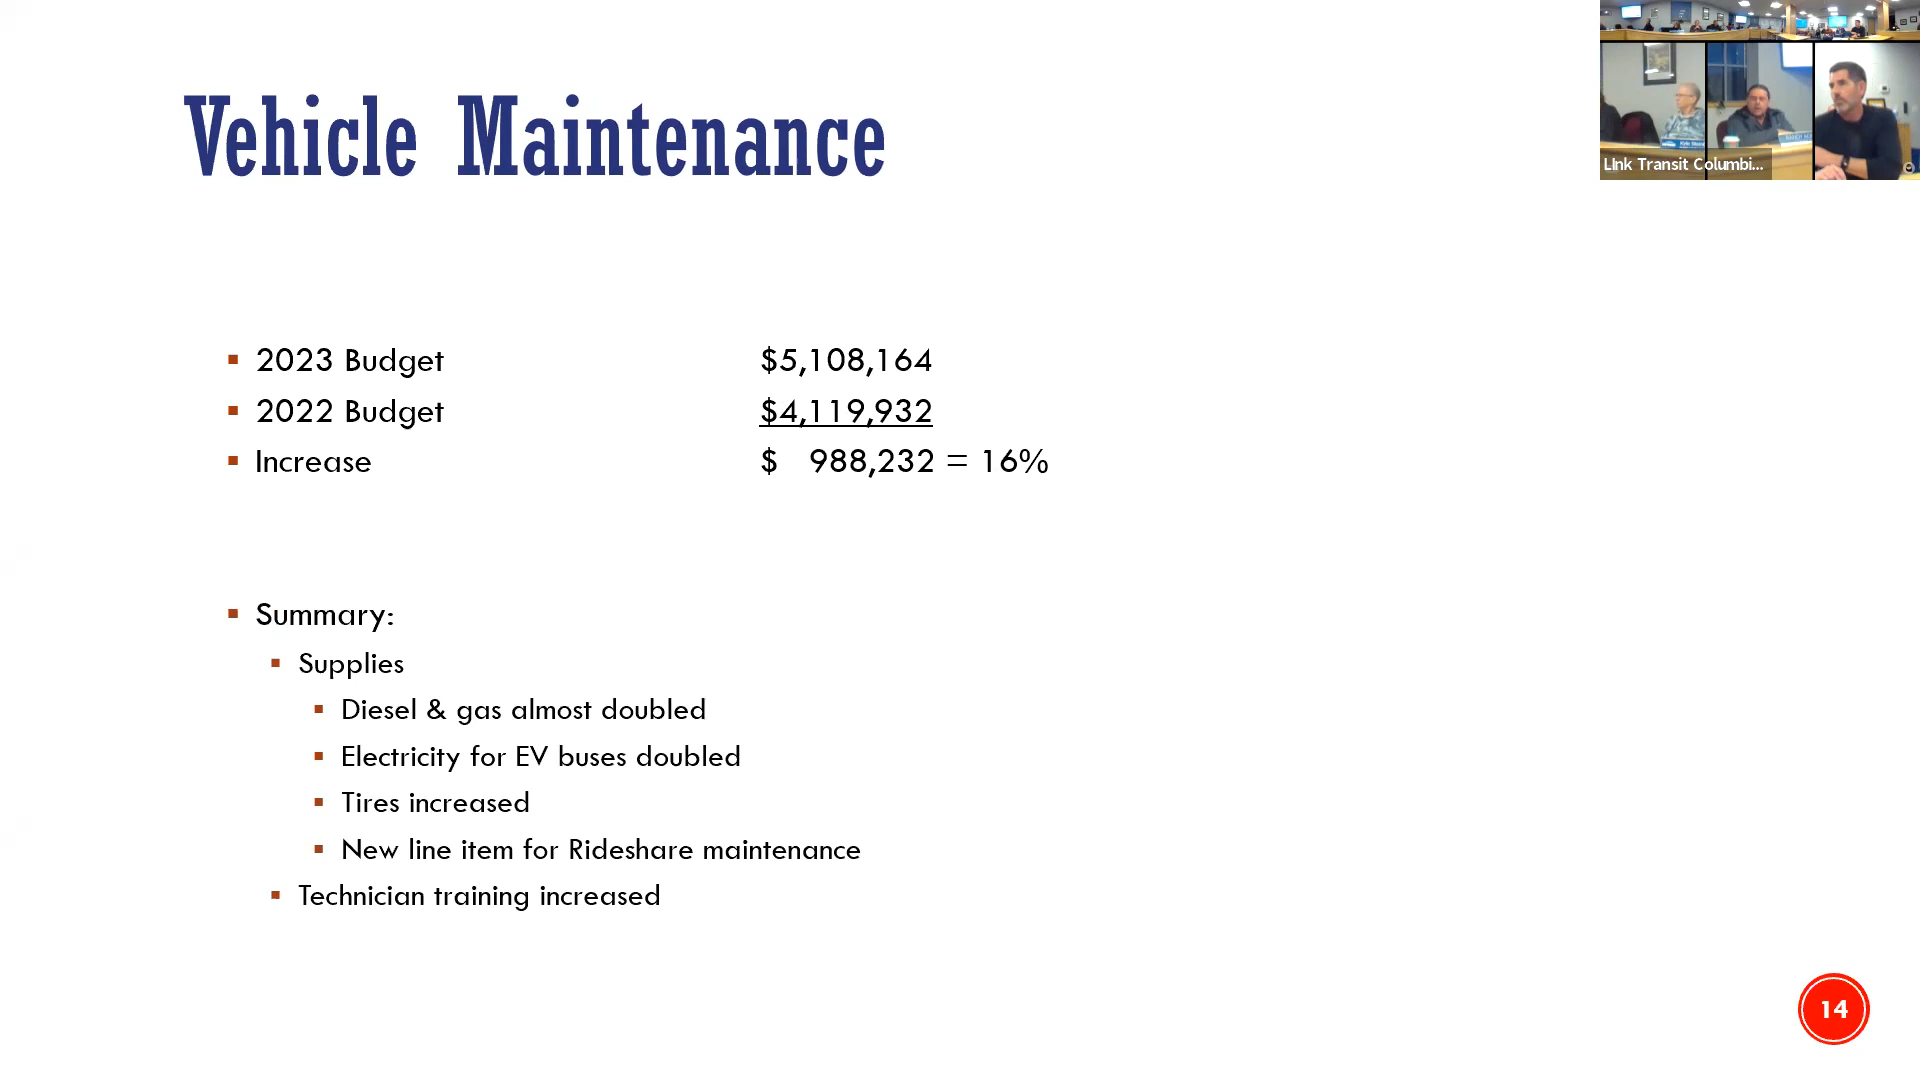 Vehicle Maintenance
2023 Budget $5,108,164
2022 Budget $4,119,932
Increase $ 988,232 = 16%
Summary:
Supplies
Diesel & gas almost doubled
Electricity for EV buses doubled
Tires increased
New line item for Rideshare maintenance
Technician training increased
LInk Transit Columbi...
14